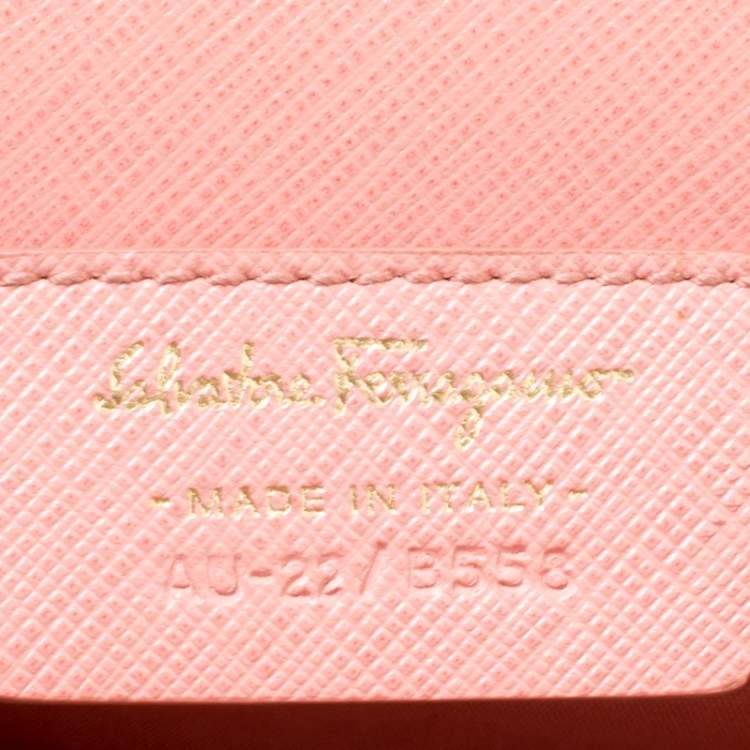 Salvatore Ferragamo
- MADE IN ITALY -
AU-22/B558